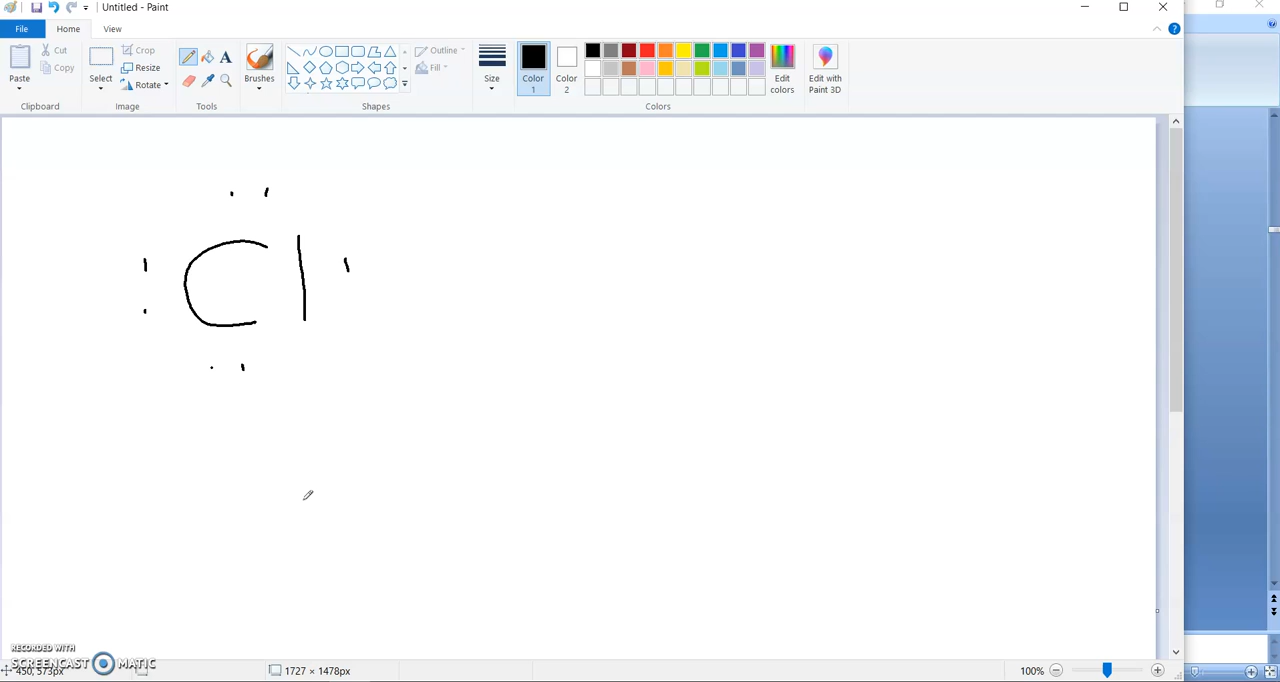 Untitled - Paint
File
Home
View
Paste
Cut
Copy
Clipboard
Select
Crop
Resize
Rotate
Image
A
Tools
Brushes
Outline
Fill
Shapes
Size
Color
1
Color
2
Edit
colors
Edit with
Paint 3D
Colors
Cl
RECORDED WITH
SCREENCAST MATIC
450, 573px
1727 × 1478px
100%